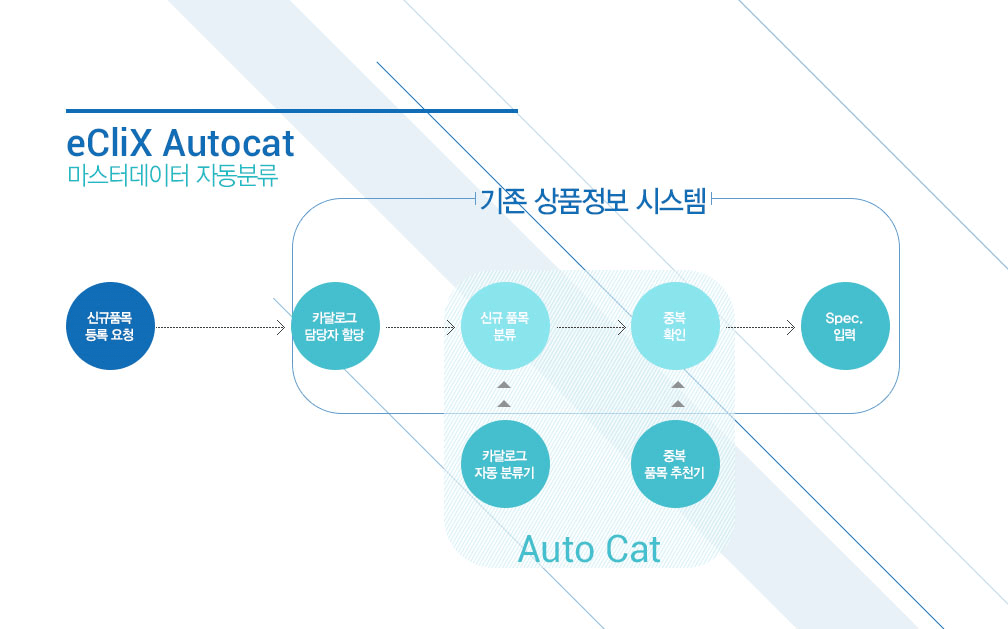 eCliX Autocat
마스터데이터 자동분류
기존 상품정보 시스템
신규품목
등록 요청
카달로그
담당자 할당
신규 품목
분류
중복
확인
Spec.
입력
카달로그
자동 분류기
중복
품목 추천기
Auto Cat